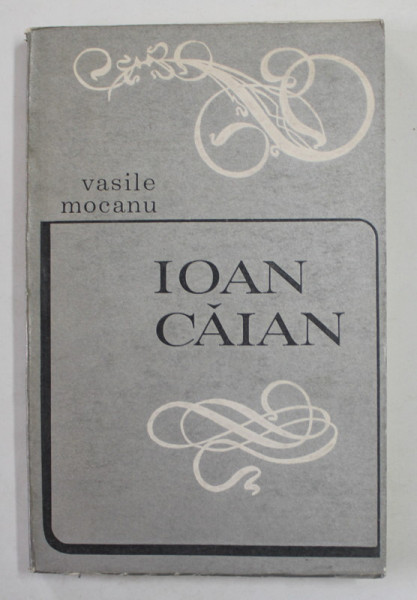 vasile
mocanu
IOAN
CĂIAN